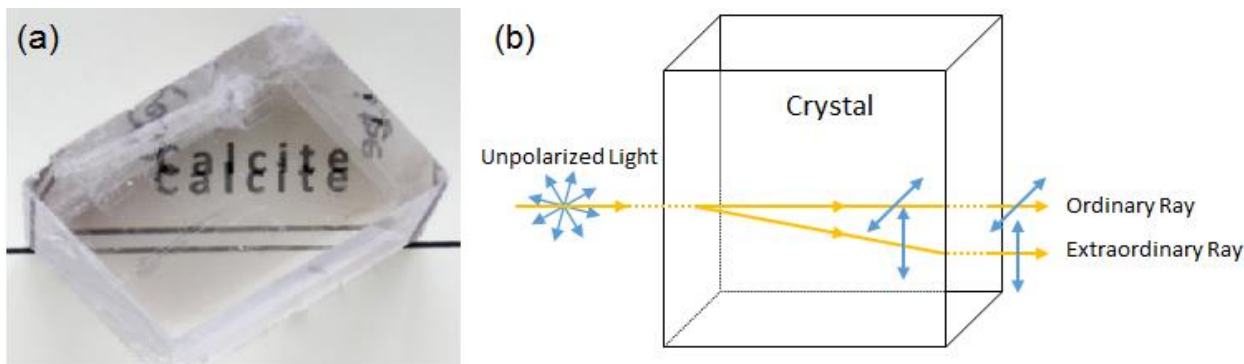 (a)
Calcite
Calcite
(b)
Crystal
Unpolarized Light
Ordinary Ray
Extraordinary Ray